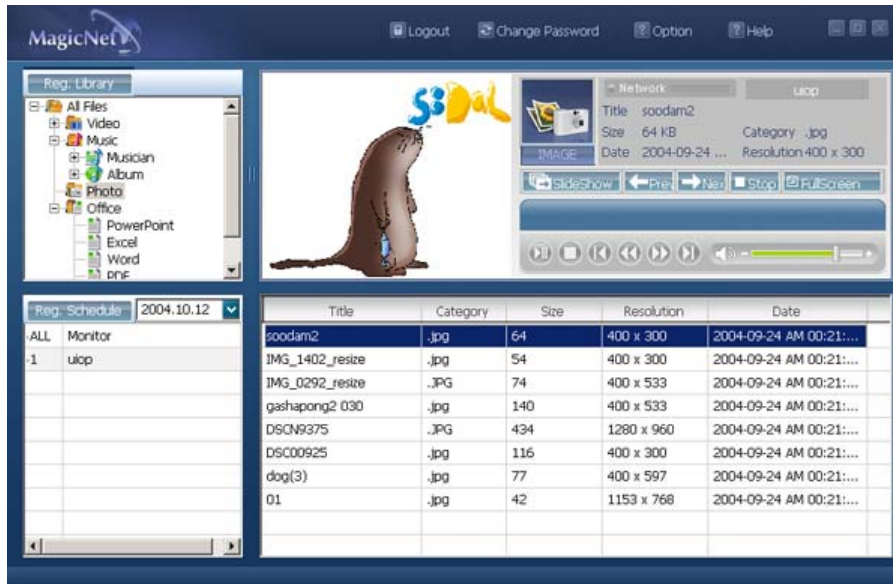 MagicNet
Logout Change Password Option Help
Reg. Library
All Files
Video
Music
Musician
Album
Photo
Office
PowerPoint
Excel
Word
PDF
Network uiop
Title soodam2
Size 64 KB Category .jpg
Date 2004-09-24 ... Resolution 400 x 300
IMAGE
SlideShow Prev Nex Stop FullScreen
Reg. Schedule 2004.10.12
-ALL Monitor
-1 uiop
Title Category Size Resolution Date
soodam2 .jpg 64 400 x 300 2004-09-24 AM 00:21:...
IMG_1402_resize .jpg 54 400 x 300 2004-09-24 AM 00:21:...
IMG_0292_resize .JPG 74 400 x 533 2004-09-24 AM 00:21:...
gashapong2 030 .jpg 140 400 x 533 2004-09-24 AM 00:21:...
DSCN9375 .JPG 434 1280 x 960 2004-09-24 AM 00:21:...
DSC00925 .jpg 116 400 x 300 2004-09-24 AM 00:21:...
dog(3) .jpg 77 400 x 597 2004-09-24 AM 00:21:...
01 .jpg 42 1153 x 768 2004-09-24 AM 00:21:...